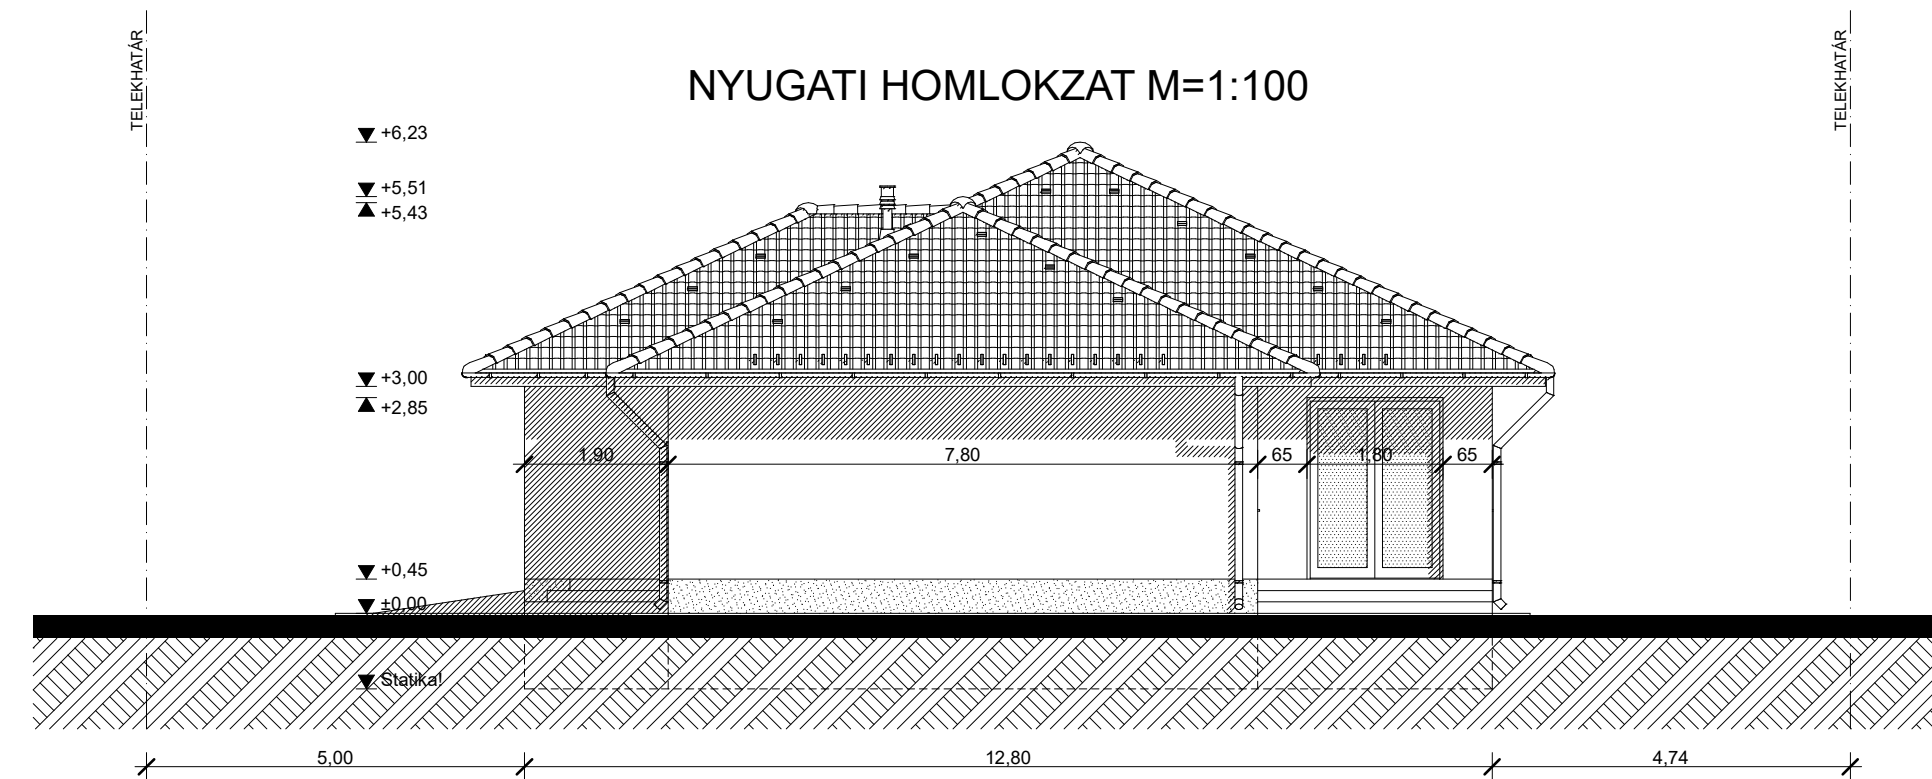 TELEKHATÁR
TELEKHATÁR
NYUGATI HOMLOKZAT M=1:100
+6,23
+5,51
+5,43
+3,00
+2,85
1,90 7,80 65 1,80 65
+0,45
±0,00
Statika!
5,00 12,80 4,74